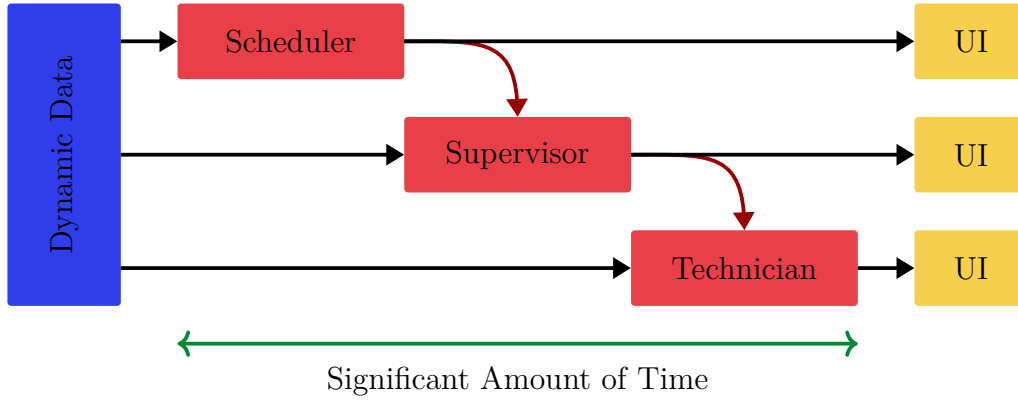 Dynamic Data
Scheduler
UI
Supervisor
UI
Technician
UI
Significant Amount of Time